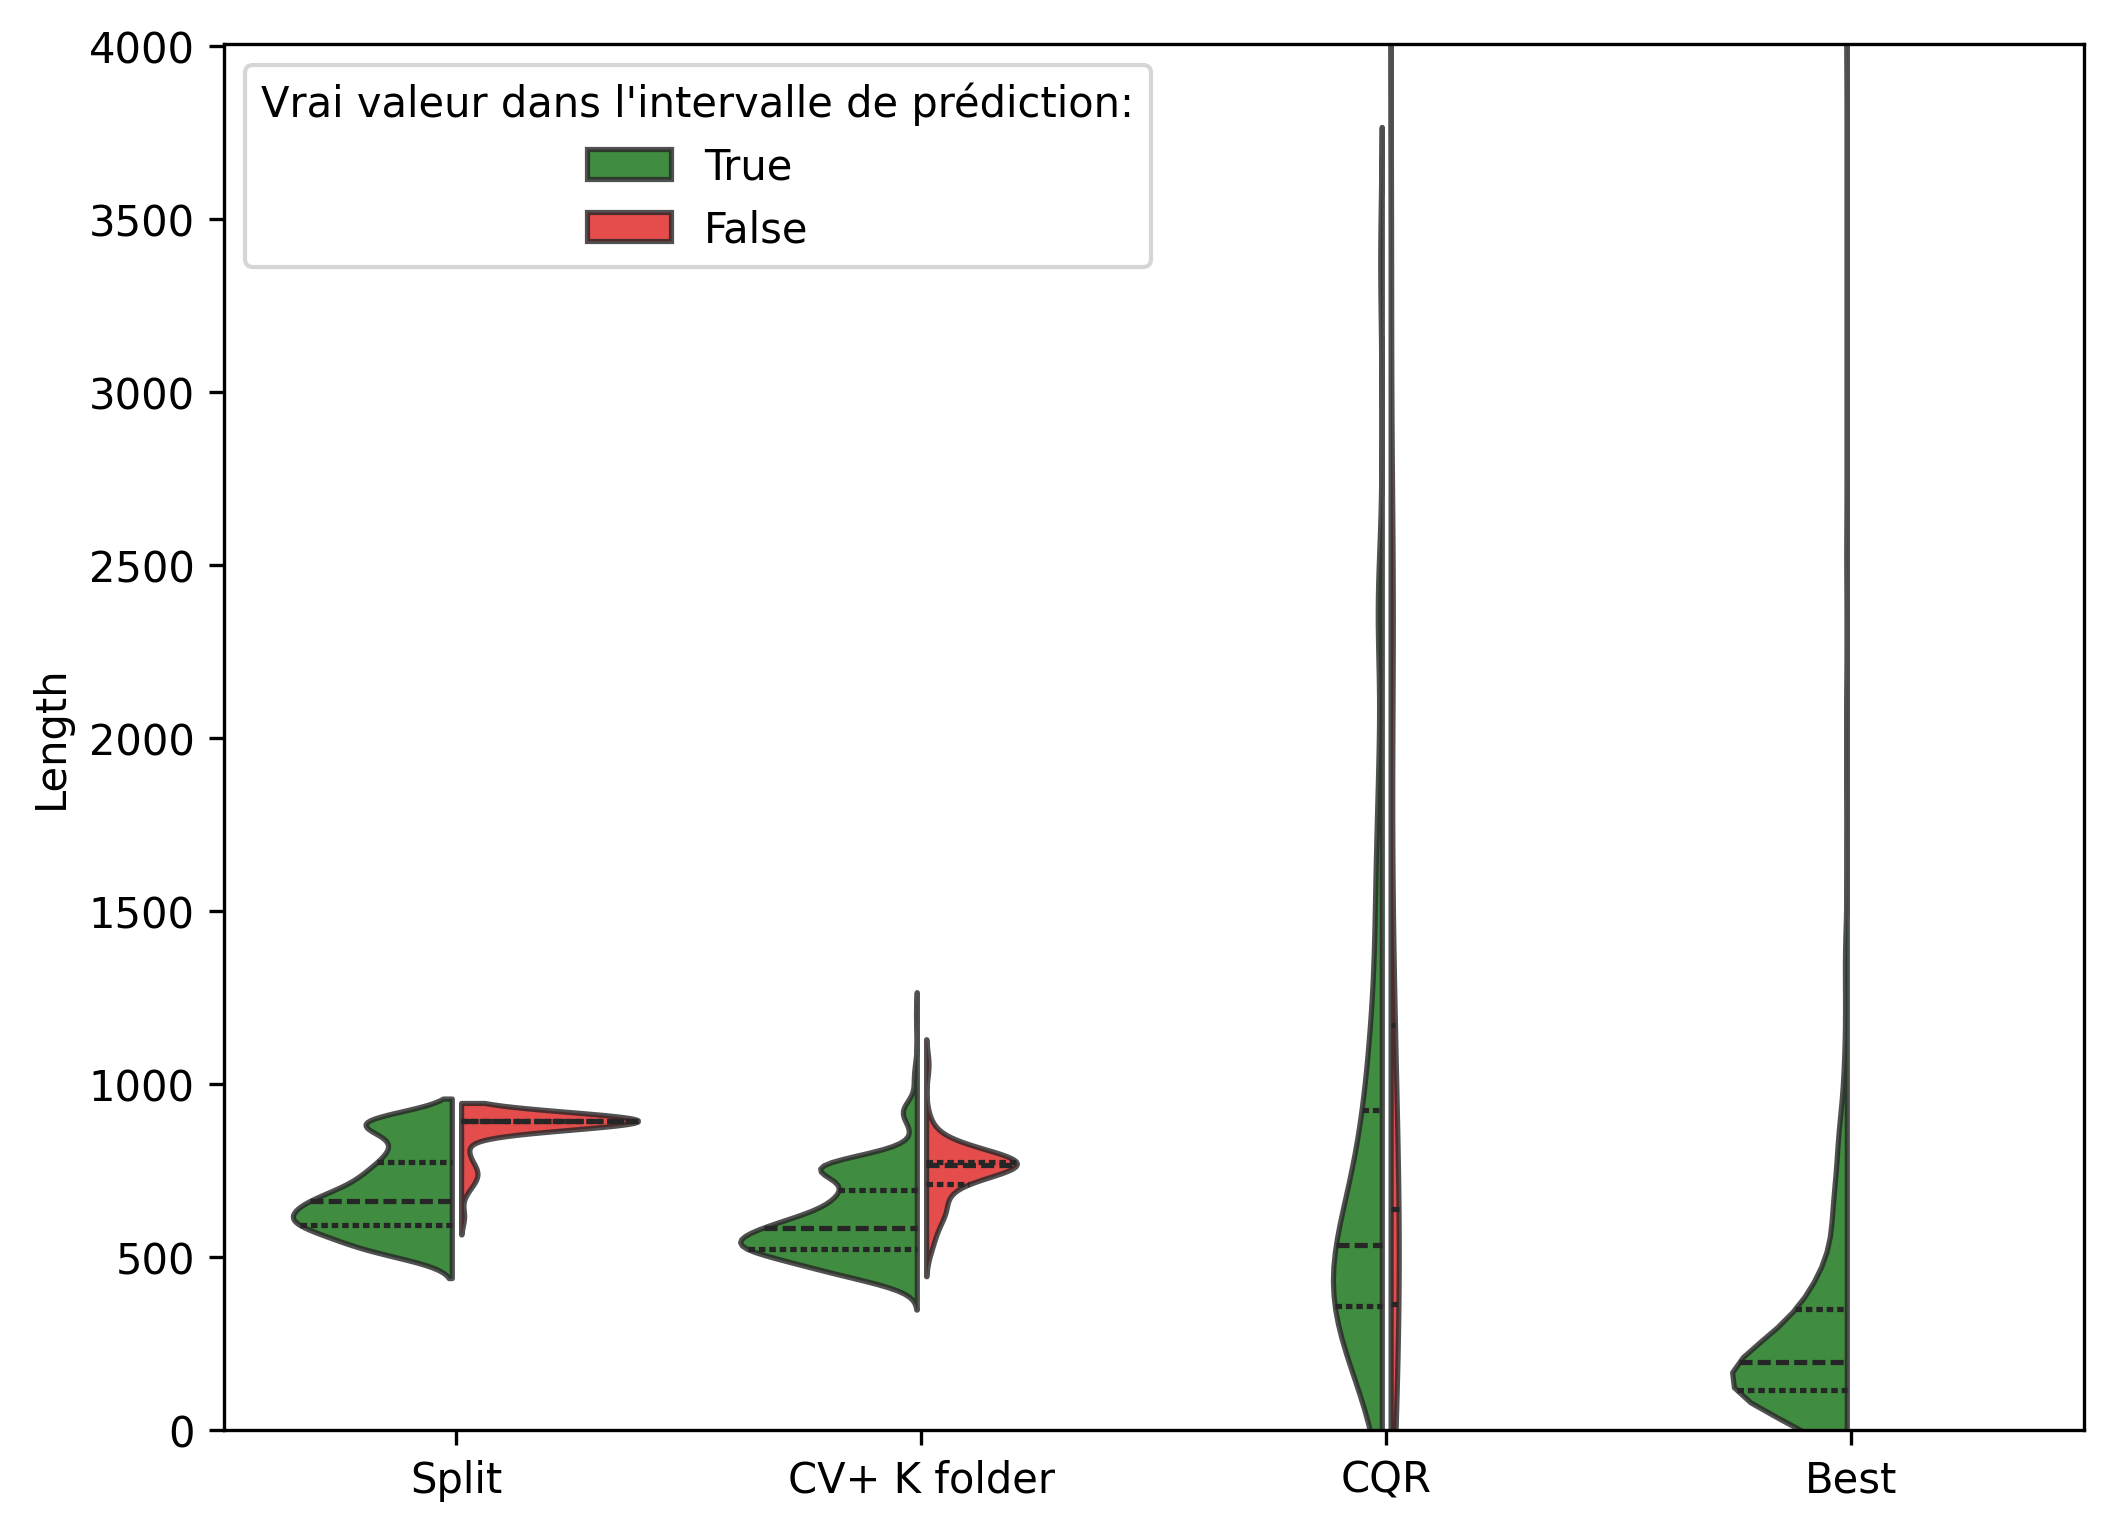 Vrai valeur dans l'intervalle de prédiction:
True
False
4000
3500
3000
2500
2000
1500
1000
500
0
Length
Split
CV+ K folder
CQR
Best